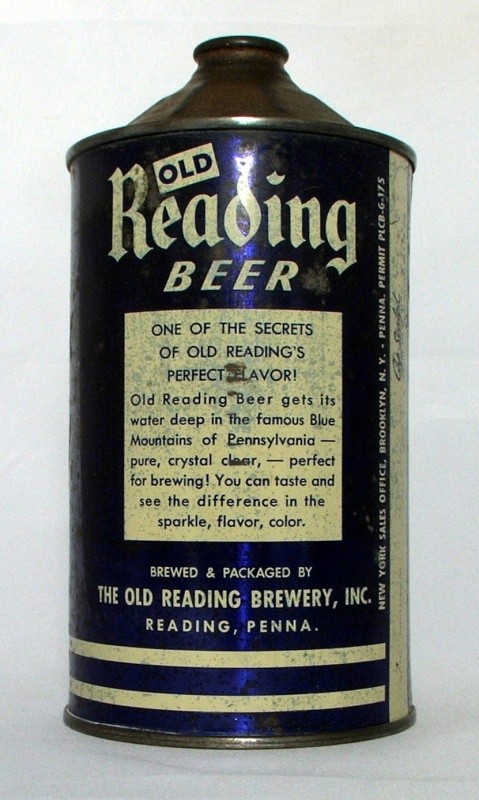 OLD
Reading
BEER
ONE OF THE SECRETS
OF OLD READING'S
PERFECT FLAVOR!
Old Reading Beer gets its
water deep in the famous Blue
Mountains of Pennsylvania —
pure, crystal clear, — perfect
for brewing! You can taste and
see the difference in the
sparkle, flavor, color.
BREWED & PACKAGED BY
THE OLD READING BREWERY, INC.
READING, PENNA.
NEW YORK SALES OFFICE, BROOKLYN, N. Y. - PENNA. PERMIT PLCB-G-175